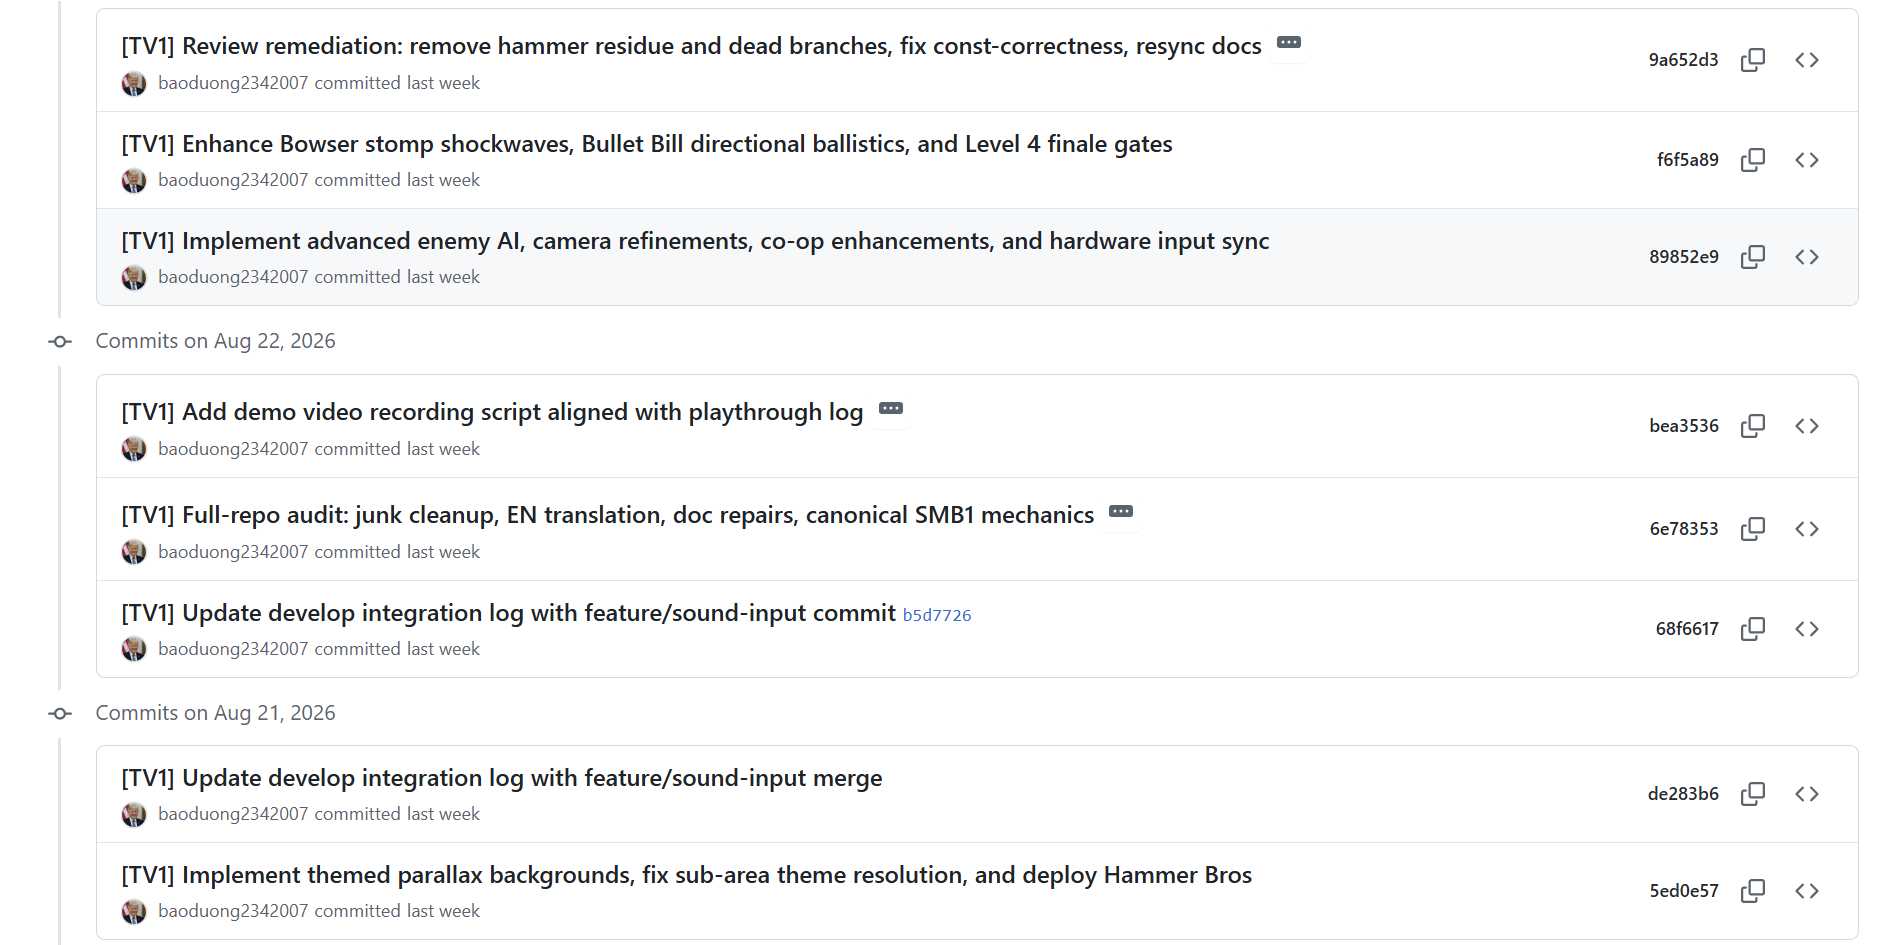 [TV1] Review remediation: remove hammer residue and dead branches, fix const-correctness, resync docs
baoduong2342007 committed last week
9a652d3
[TV1] Enhance Bowser stomp shockwaves, Bullet Bill directional ballistics, and Level 4 finale gates
baoduong2342007 committed last week
f6f5a89
[TV1] Implement advanced enemy AI, camera refinements, co-op enhancements, and hardware input sync
baoduong2342007 committed last week
89852e9
Commits on Aug 22, 2026
[TV1] Add demo video recording script aligned with playthrough log
baoduong2342007 committed last week
bea3536
[TV1] Full-repo audit: junk cleanup, EN translation, doc repairs, canonical SMB1 mechanics
baoduong2342007 committed last week
6e78353
[TV1] Update develop integration log with feature/sound-input commit b5d7726
baoduong2342007 committed last week
68f6617
Commits on Aug 21, 2026
[TV1] Update develop integration log with feature/sound-input merge
baoduong2342007 committed last week
de283b6
[TV1] Implement themed parallax backgrounds, fix sub-area theme resolution, and deploy Hammer Bros
baoduong2342007 committed last week
5ed0e57